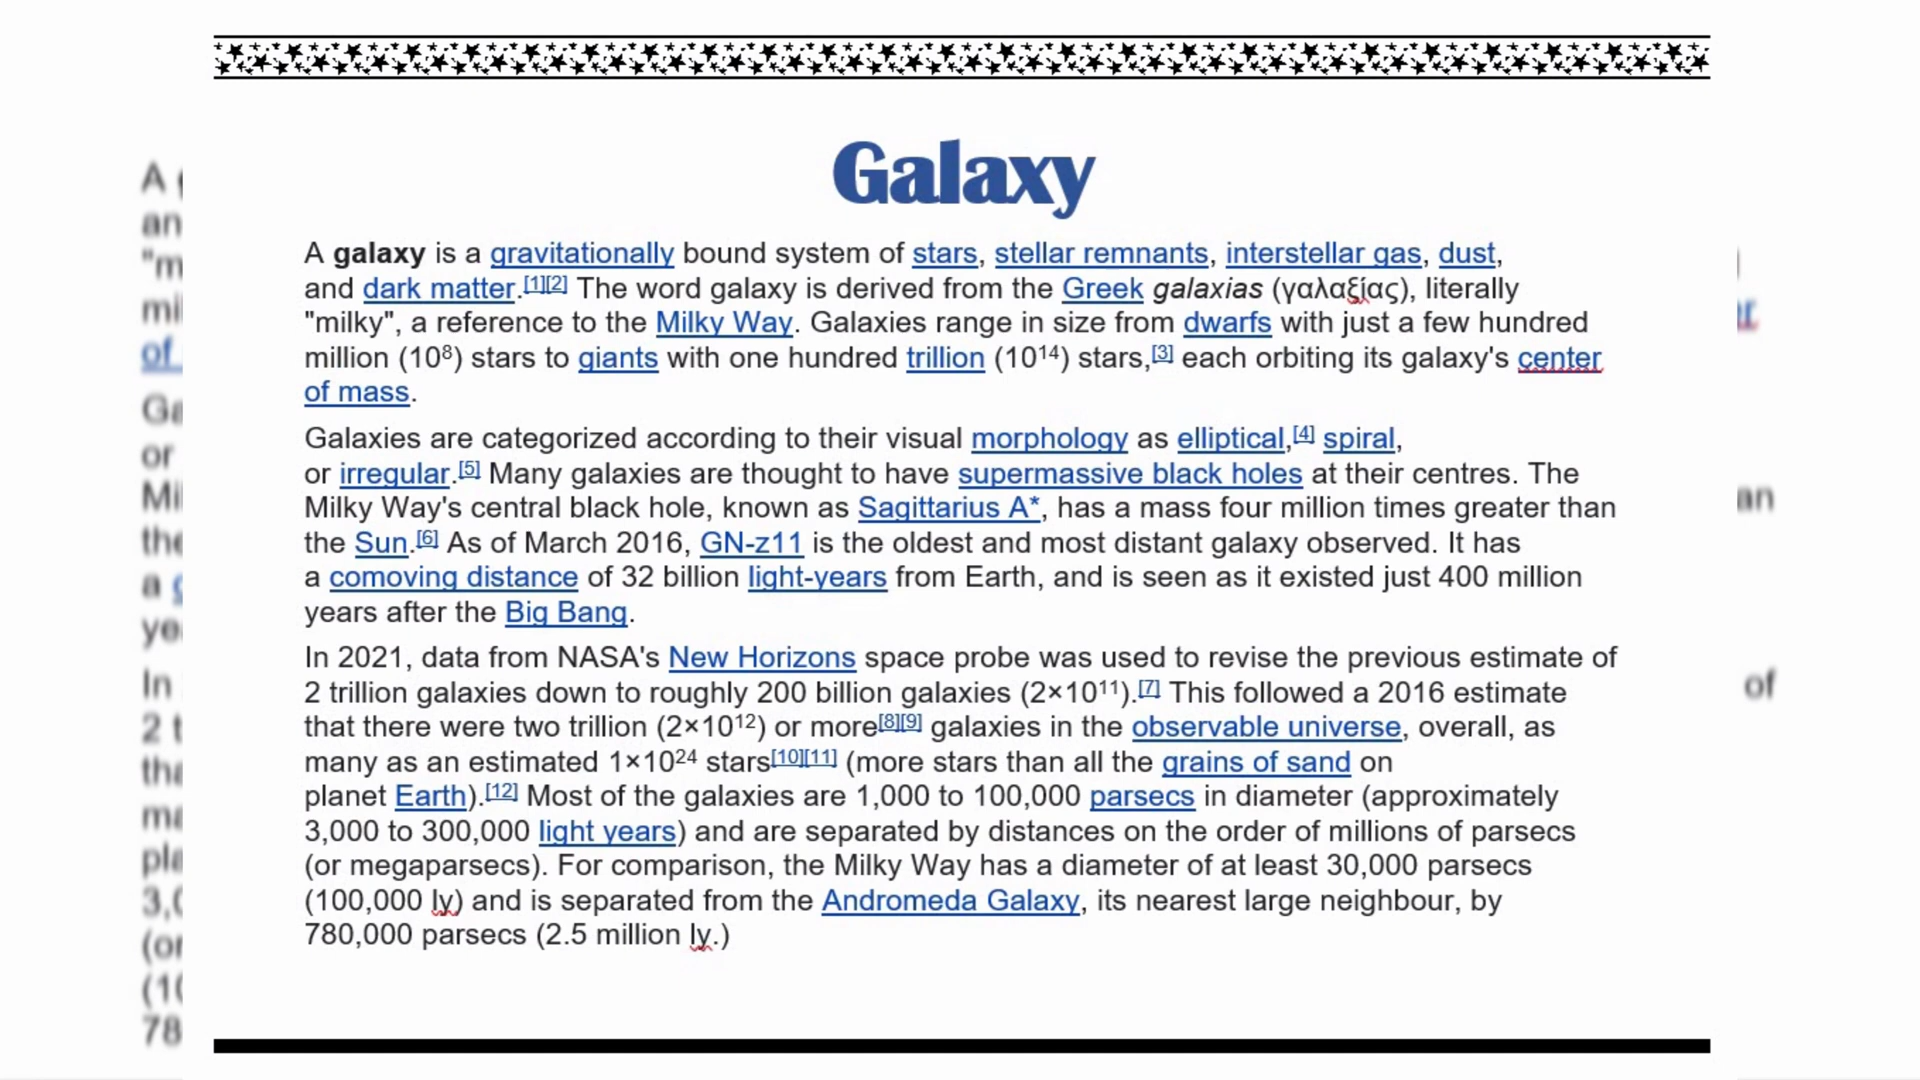 Galaxy
A galaxy is a gravitationally bound system of stars, stellar remnants, interstellar gas, dust,
and dark matter.[1][2] The word galaxy is derived from the Greek galaxias (γαλαξίας), literally
"milky", a reference to the Milky Way. Galaxies range in size from dwarfs with just a few hundred
million (10⁸) stars to giants with one hundred trillion (10¹⁴) stars,[3] each orbiting its galaxy's center
of mass.
Galaxies are categorized according to their visual morphology as elliptical,[4] spiral,
or irregular.[5] Many galaxies are thought to have supermassive black holes at their centres. The
Milky Way's central black hole, known as Sagittarius A*, has a mass four million times greater than
the Sun.[6] As of March 2016, GN-z11 is the oldest and most distant galaxy observed. It has
a comoving distance of 32 billion light-years from Earth, and is seen as it existed just 400 million
years after the Big Bang.
In 2021, data from NASA's New Horizons space probe was used to revise the previous estimate of
2 trillion galaxies down to roughly 200 billion galaxies (2×10¹¹).[7] This followed a 2016 estimate
that there were two trillion (2×10¹²) or more[8][9] galaxies in the observable universe, overall, as
many as an estimated 1×10²⁴ stars[10][11] (more stars than all the grains of sand on
planet Earth).[12] Most of the galaxies are 1,000 to 100,000 parsecs in diameter (approximately
3,000 to 300,000 light years) and are separated by distances on the order of millions of parsecs
(or megaparsecs). For comparison, the Milky Way has a diameter of at least 30,000 parsecs
(100,000 ly) and is separated from the Andromeda Galaxy, its nearest large neighbour, by
780,000 parsecs (2.5 million ly.)